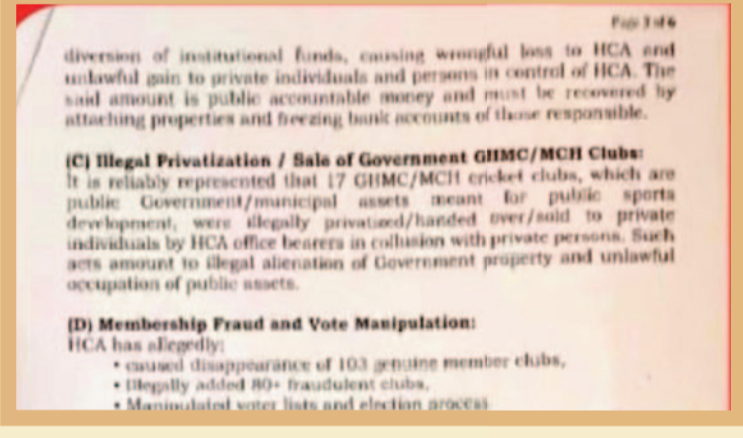 Page 3 of 6
diversion of institutional funds, causing wrongful loss to HCA and
unlawful gain to private individuals and persons in control of HCA. The
said amount is public accountable money and must be recovered by
attaching properties and freezing bank accounts of those responsible.
(C) Illegal Privatization / Sale of Government GHMC/MCH Clubs:
It is reliably represented that 17 GHMC/MCH cricket clubs, which are
public Government/municipal assets meant for public sports
development, were illegally privatized/handed over/sold to private
individuals by HCA office bearers in collusion with private persons. Such
acts amount to illegal alienation of Government property and unlawful
occupation of public assets.
(D) Membership Fraud and Vote Manipulation:
HCA has allegedly:
• caused disappearance of 103 genuine member clubs,
• Illegally added 80+ fraudulent clubs,
• Manipulated voter lists and election process